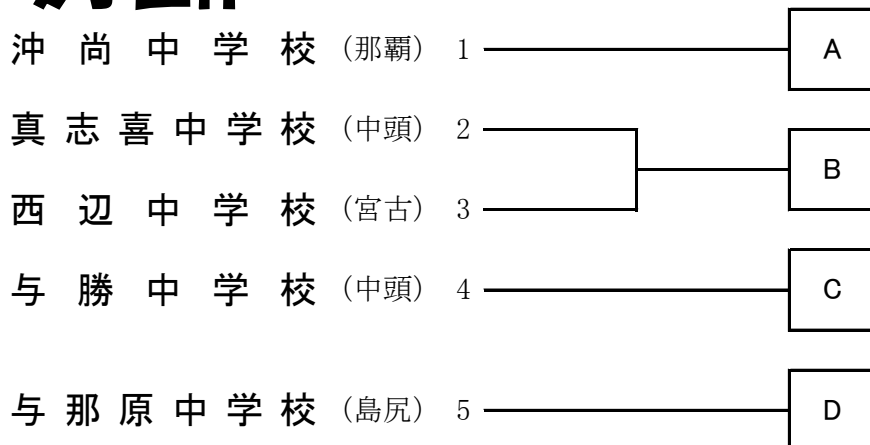 沖尚中学校（那覇） 1 A
真志喜中学校（中頭） 2
B
西辺中学校（宮古） 3
与勝中学校（中頭） 4 C
与那原中学校（島尻） 5 D